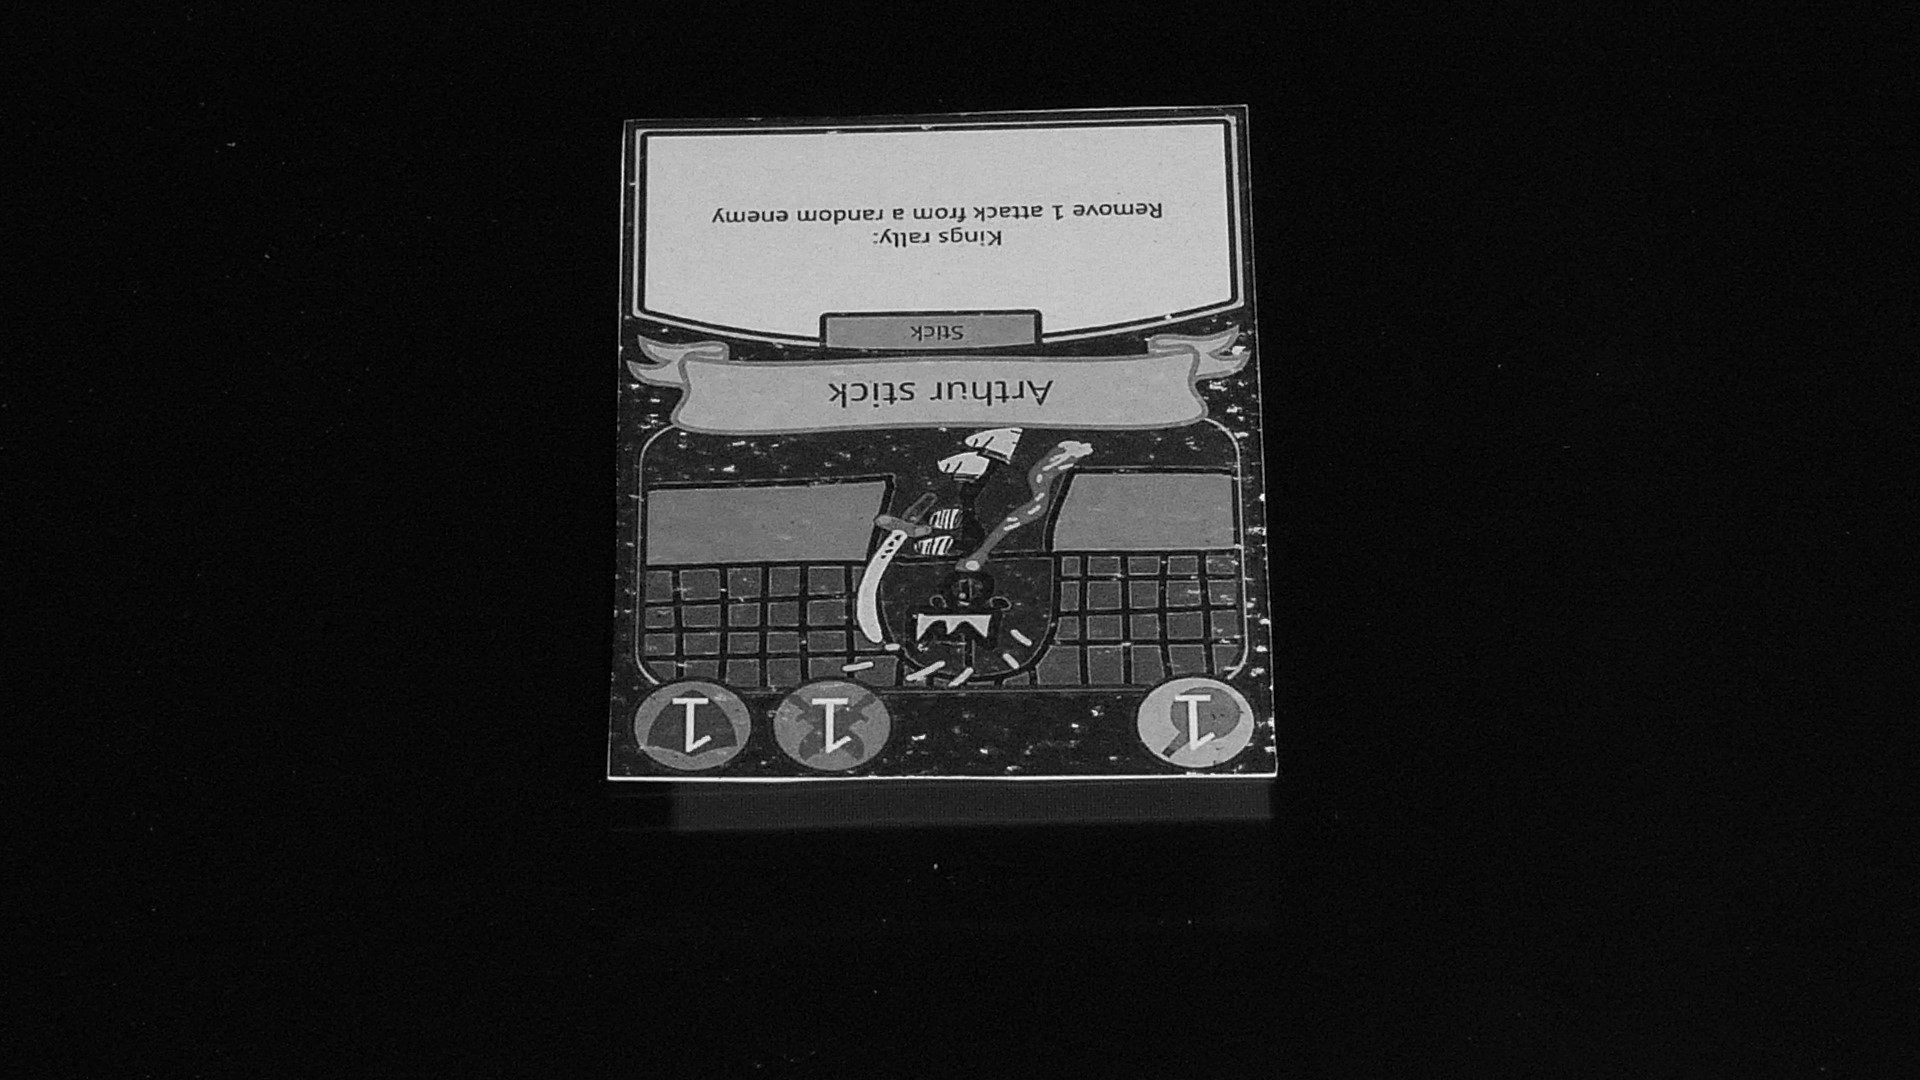 1 1 1
Arthur stick
Stick
Kings rally:
Remove 1 attack from a random enemy